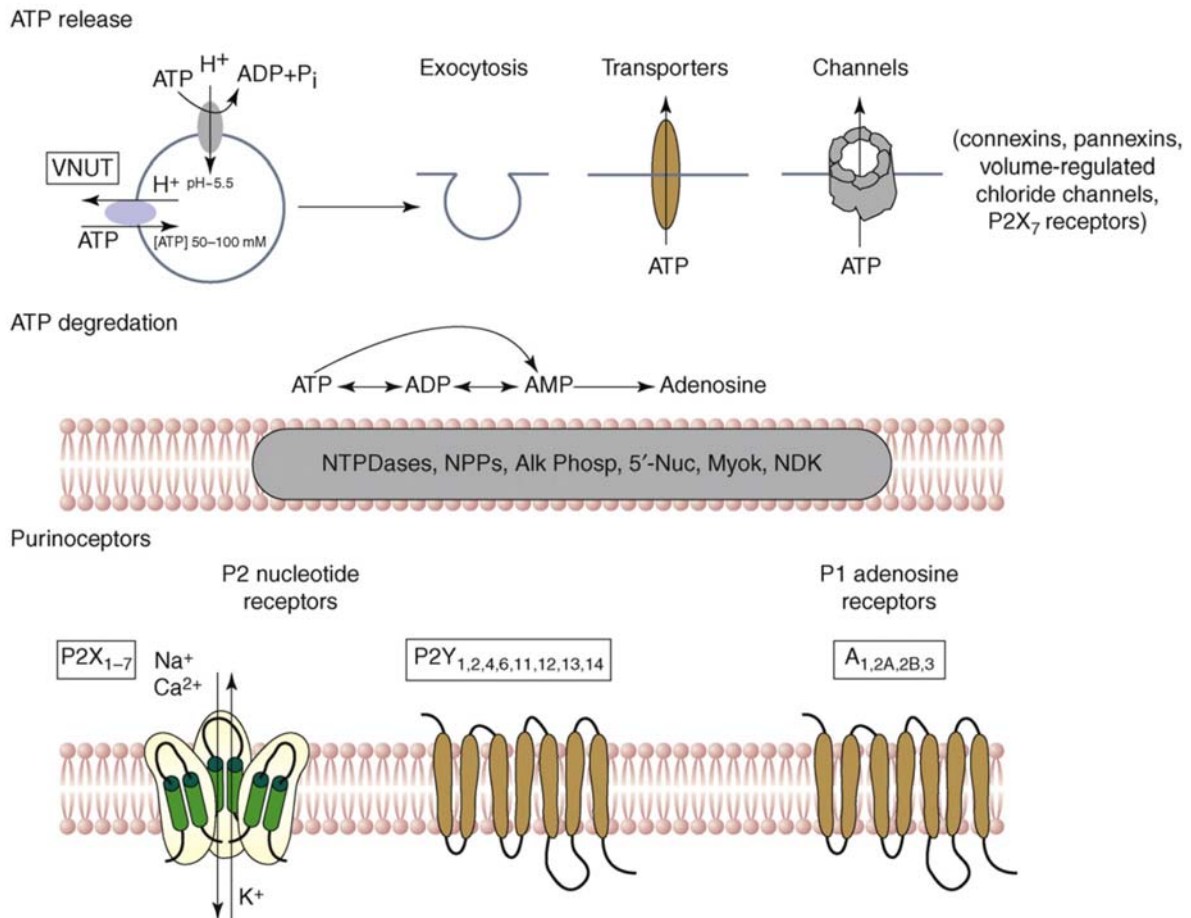 ATP release
H⁺
ATP
ADP+Pᵢ
VNUT
H⁺ pH~5.5
ATP
[ATP] 50–100 mM
Exocytosis
Transporters
ATP
Channels
ATP
(connexins, pannexins,
volume-regulated
chloride channels,
P2X₇ receptors)
ATP degredation
ATP ADP AMP Adenosine
NTPDases, NPPs, Alk Phosp, 5′-Nuc, Myok, NDK
Purinoceptors
P2 nucleotide
receptors
P1 adenosine
receptors
P2X₁₋₇
Na⁺
Ca²⁺
K⁺
P2Y₁,₂,₄,₆,₁₁,₁₂,₁₃,₁₄
A₁,₂A,₂B,₃